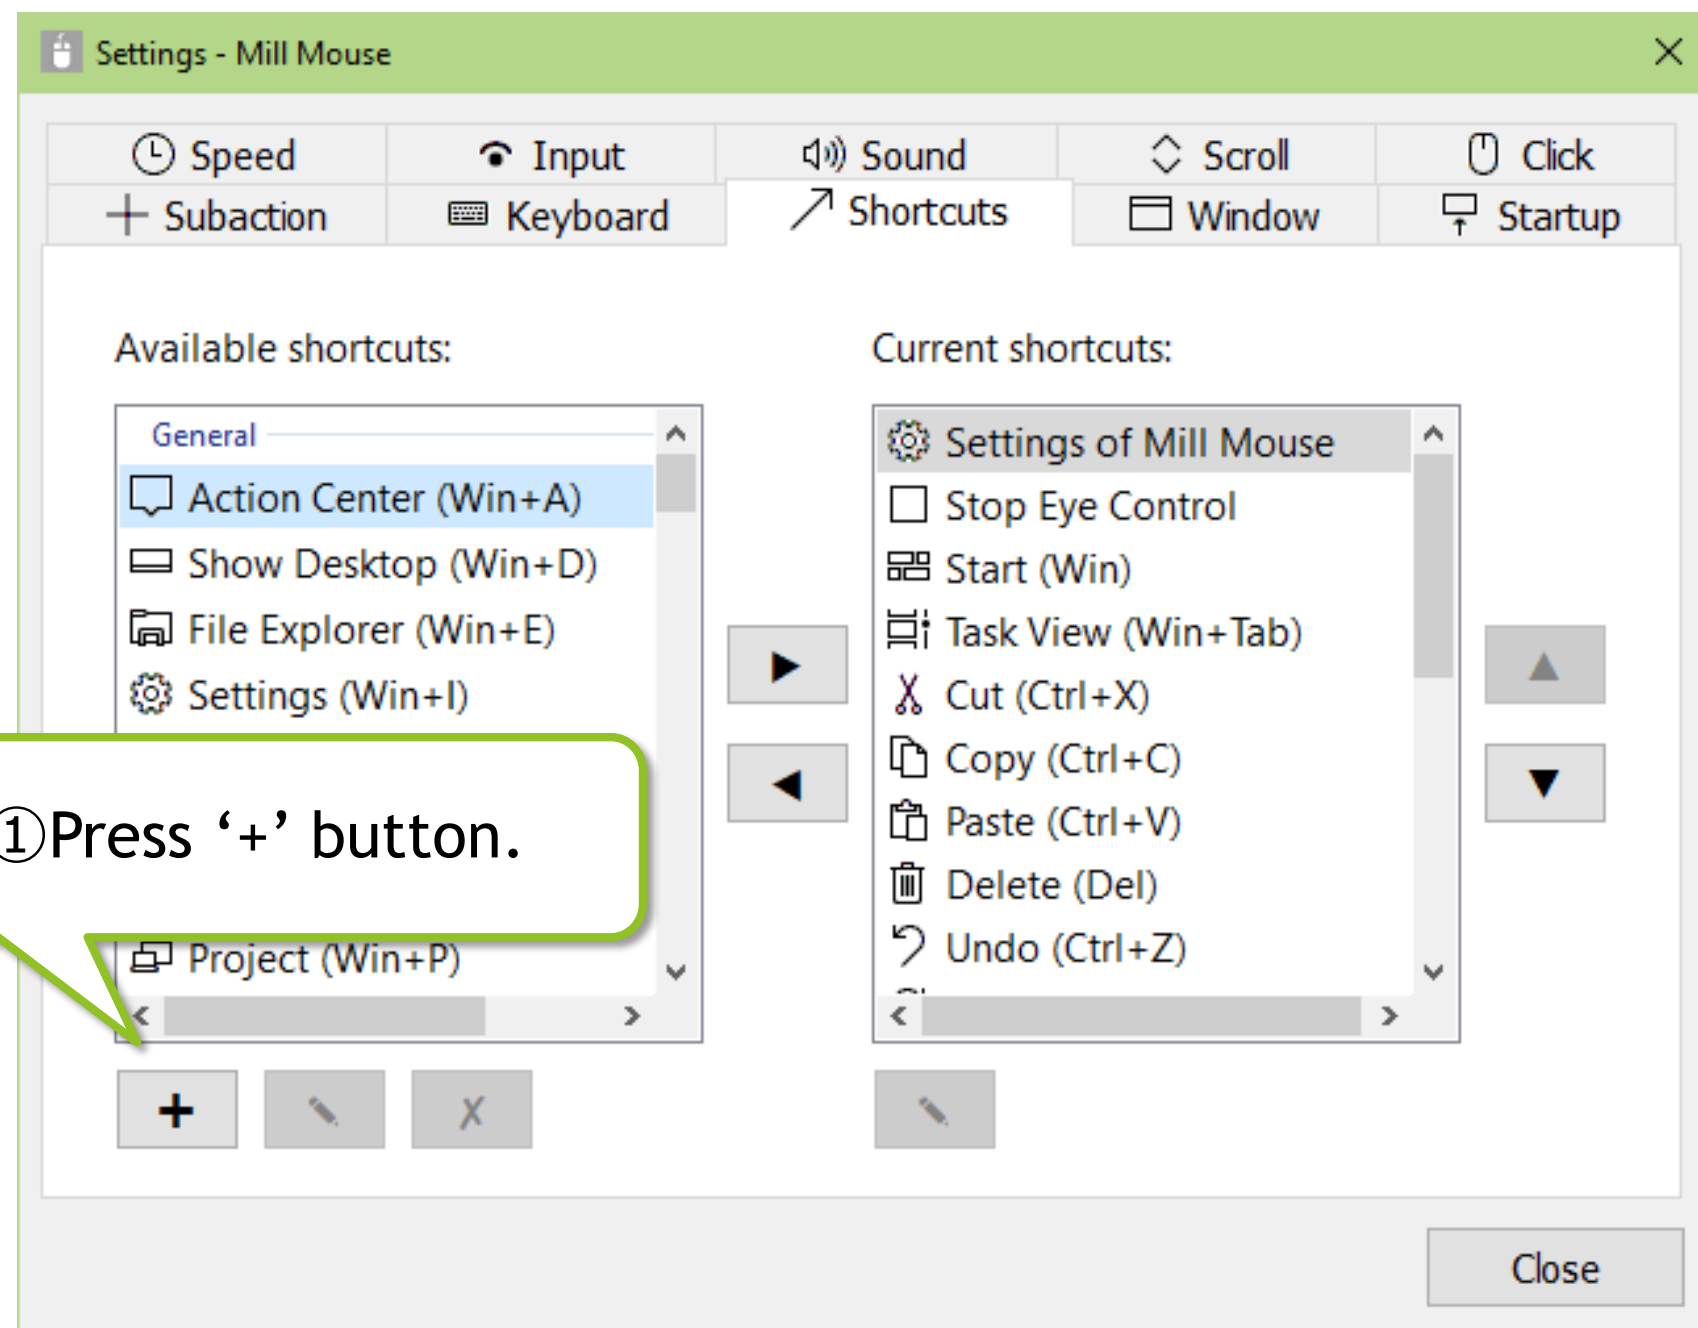 Settings - Mill Mouse
Speed
Input
Sound
Scroll
Click
Subaction
Keyboard
Shortcuts
Window
Startup
Available shortcuts:
General
Action Center (Win+A)
Show Desktop (Win+D)
File Explorer (Win+E)
Settings (Win+I)
①Press ‘+’ button.
Project (Win+P)
Current shortcuts:
Settings of Mill Mouse
Stop Eye Control
Start (Win)
Task View (Win+Tab)
Cut (Ctrl+X)
Copy (Ctrl+C)
Paste (Ctrl+V)
Delete (Del)
Undo (Ctrl+Z)
Close